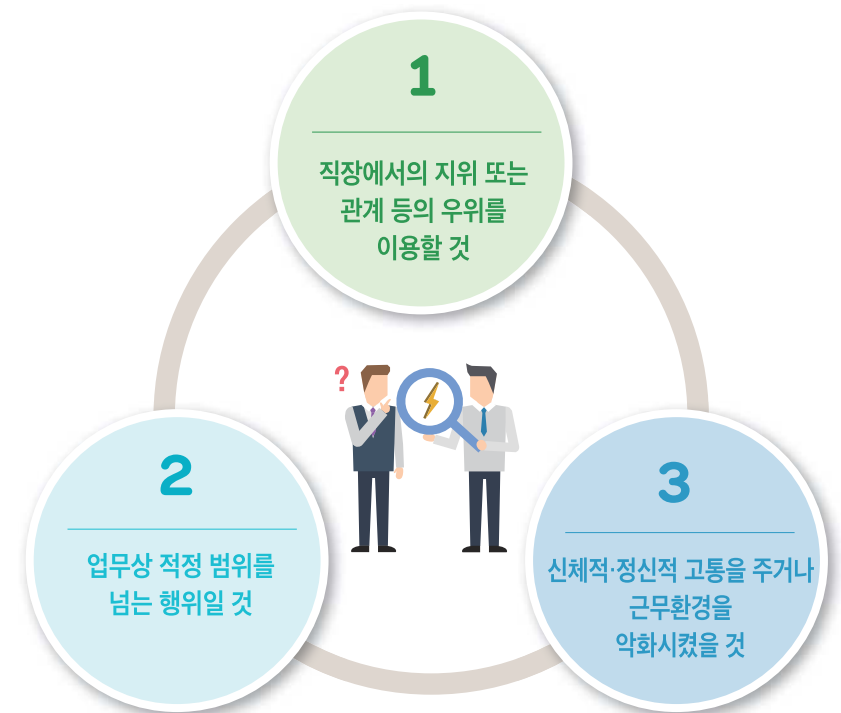 1
직장에서의 지위 또는
관계 등의 우위를
이용할 것
?
2
업무상 적정 범위를
넘는 행위일 것
3
신체적·정신적 고통을 주거나
근무환경을
악화시켰을 것